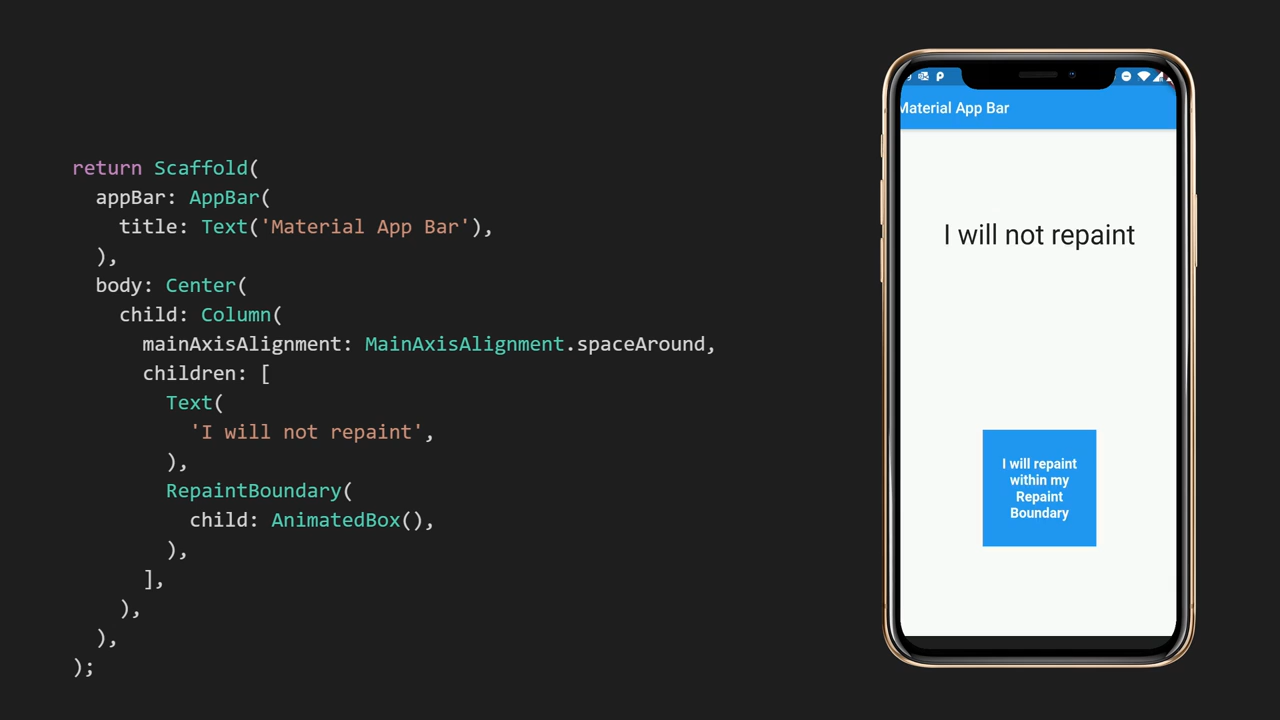 return Scaffold(
  appBar: AppBar(
    title: Text('Material App Bar'),
  ),
  body: Center(
    child: Column(
      mainAxisAlignment: MainAxisAlignment.spaceAround,
      children: [
        Text(
          'I will not repaint',
        ),
        RepaintBoundary(
          child: AnimatedBox(),
        ),
      ],
    ),
  ),
);
Material App Bar
I will not repaint
I will repaint
within my
Repaint
Boundary